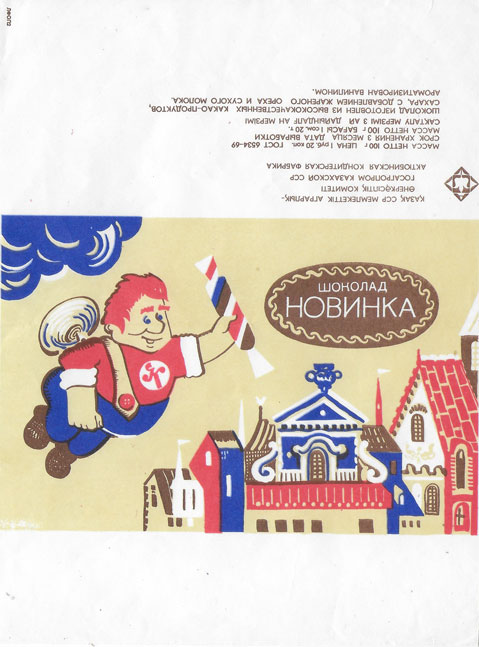 ШОКОЛАД
НОВИНКА
ҚАЗАҚ ССР МЕМЛЕКЕТТІК АГРАРЛЫҚ-
ӨНЕРКӘСІПТІК КОМИТЕТІ
ГОСАГРОПРОМ КАЗАХСКОЙ ССР
АКТЮБИНСКАЯ КОНДИТЕРСКАЯ ФАБРИКА
МАССА НЕТТО 100 г ЦЕНА 1 руб. 20 коп. ГОСТ 6534-69
СРОК ХРАНЕНИЯ 3 МЕСЯЦА ДАТА ВЫРАБОТКИ
МАССА НЕТТО 100 г БАҒАСЫ 1 сом. 20 т.
САҚТАЛУ МЕРЗІМІ 3 АЙ ДАЙЫНДАЛҒАН МЕРЗІМІ
ШОКОЛАД ИЗГОТОВЛЕН ИЗ ВЫСОКОКАЧЕСТВЕННЫХ КАКАО-ПРОДУКТОВ,
САХАРА, С ДОБАВЛЕНИЕМ ЖАРЕНОГО ОРЕХА И СУХОГО МОЛОКА.
АРОМАТИЗИРОВАН ВАНИЛИНОМ.